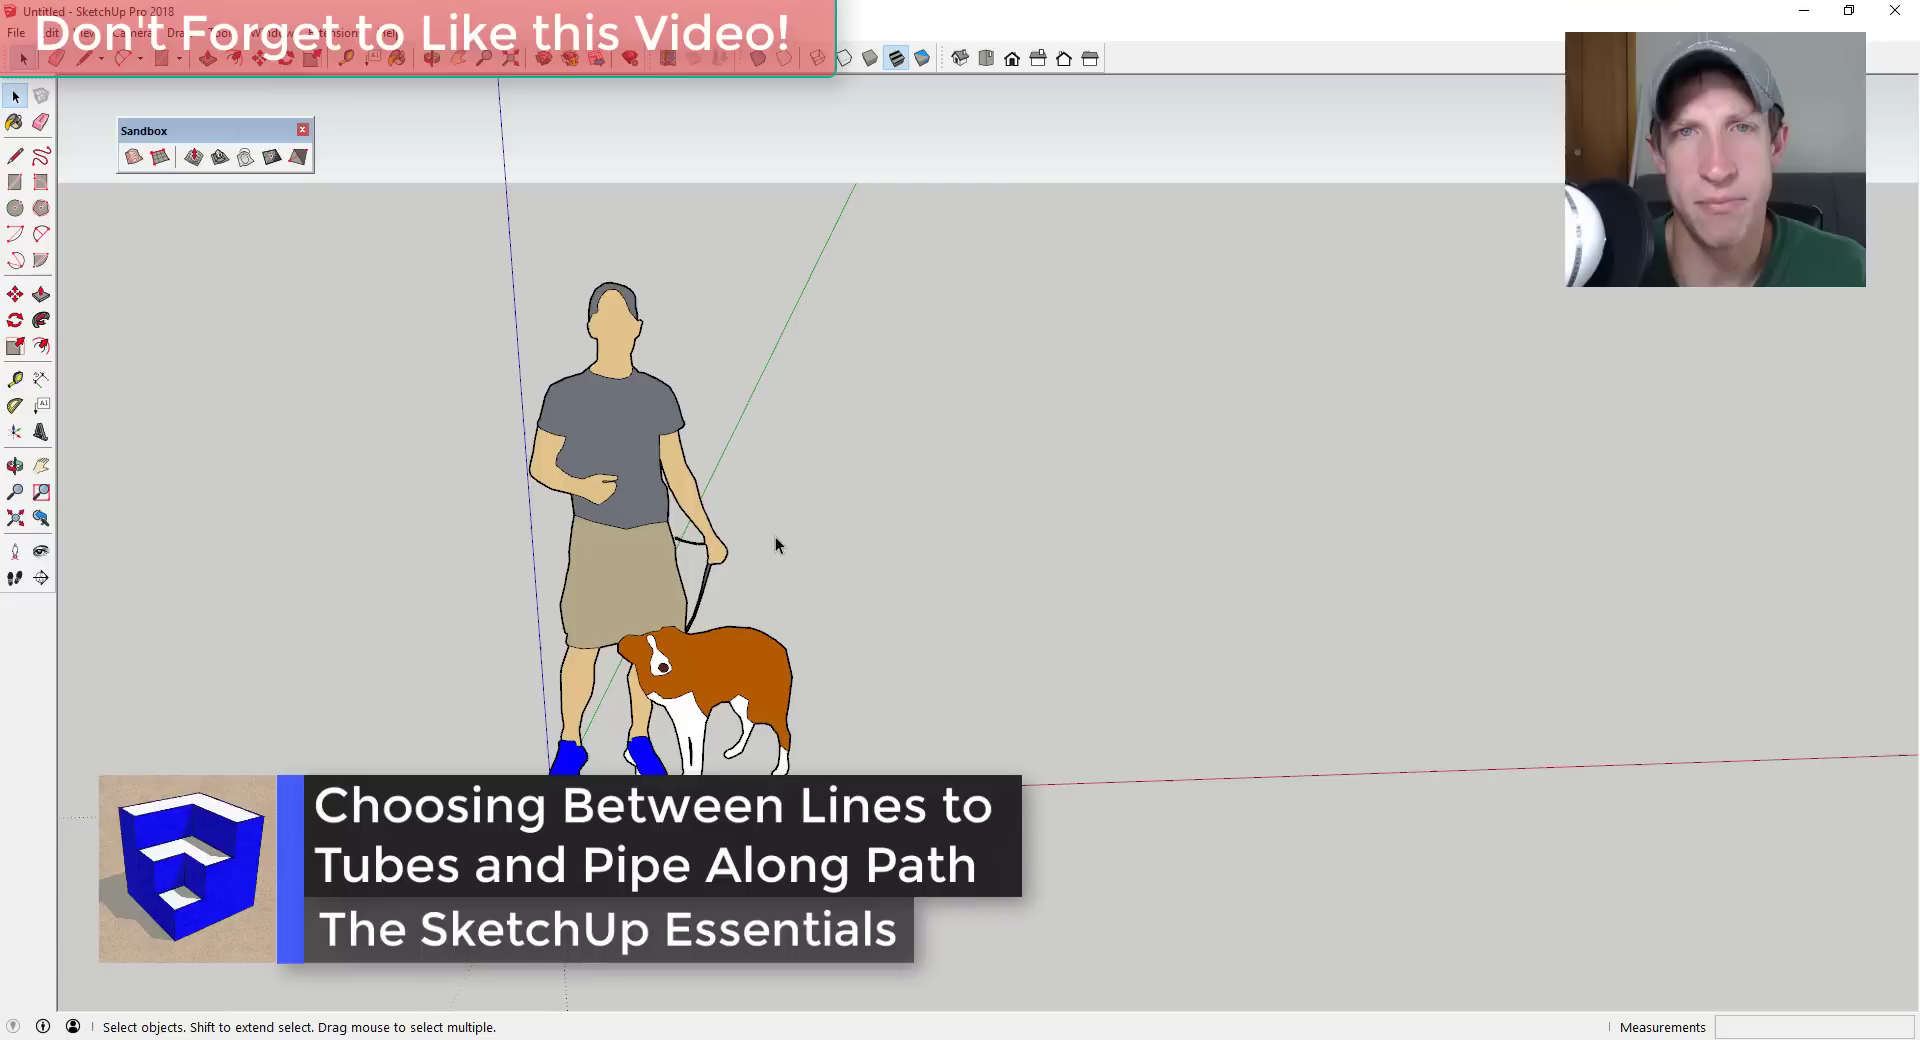 Untitled - SketchUp Pro 2018
Don't Forget to Like this Video!
File
Sandbox
Choosing Between Lines to
Tubes and Pipe Along Path
The SketchUp Essentials
Select objects. Shift to extend select. Drag mouse to select multiple.
Measurements